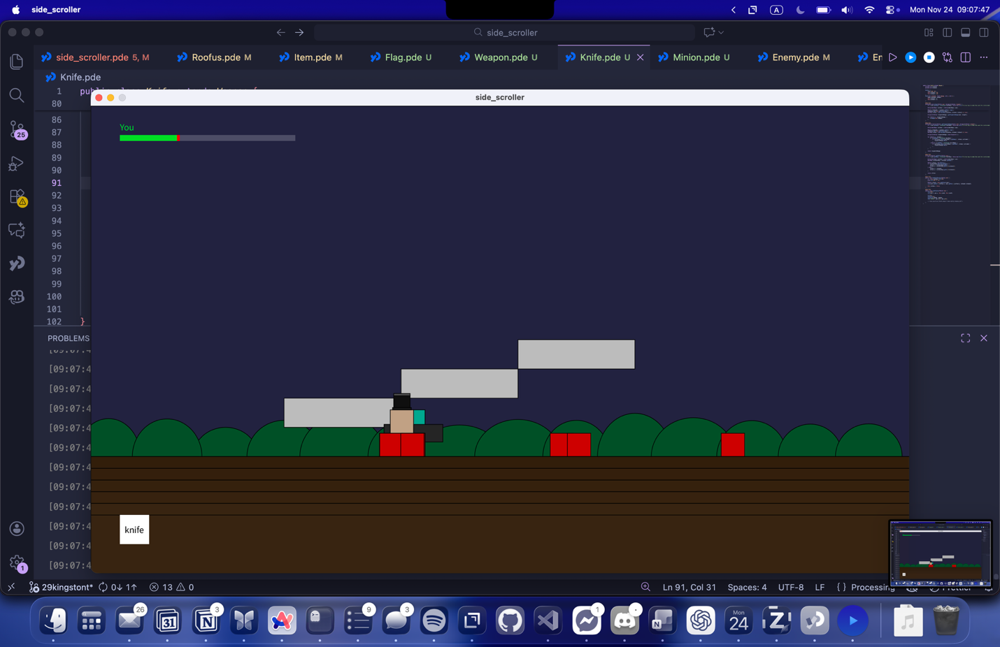 side_scroller
A
Mon Nov 24 09:07:47
side_scroller
side_scroller.pde 5, M
Roofus.pde M
Item.pde M
Flag.pde U
Weapon.pde U
Knife.pde U
Minion.pde U
Enemy.pde M
En
Knife.pde
1
80
side_scroller
You
86
87
88
89
90
91
92
93
94
95
96
97
98
99
100
101
102 }
25
PROBLEMS
[09:07:4
[09:07:4
[09:07:4
[09:07:4
[09:07:4
[09:07:4
[09:07:4
[09:07:4
[09:07:4
[09:07:4
[09:07:4
[09:07:4
knife
1
29kingstont* 0↓ 1↑ 13 0
Ln 91, Col 31 Spaces: 4 UTF-8 LF { } Processing
26
31
3
9
3
1
Mon
24
N
Z